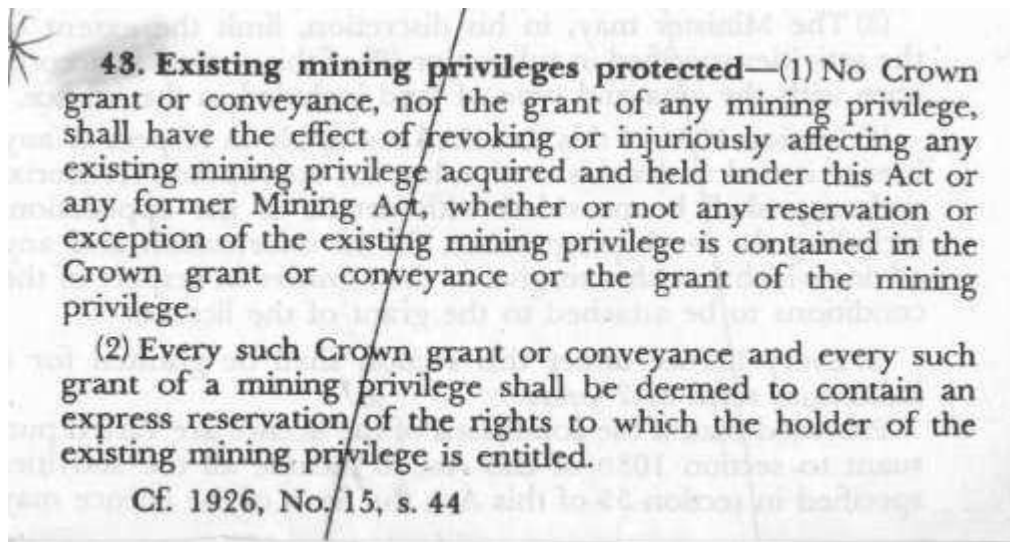 43. Existing mining privileges protected—(1) No Crown
grant or conveyance, nor the grant of any mining privilege,
shall have the effect of revoking or injuriously affecting any
existing mining privilege acquired and held under this Act or
any former Mining Act, whether or not any reservation or
exception of the existing mining privilege is contained in the
Crown grant or conveyance or the grant of the mining
privilege.
(2) Every such Crown grant or conveyance and every such
grant of a mining privilege shall be deemed to contain an
express reservation of the rights to which the holder of the
existing mining privilege is entitled.
Cf. 1926, No. 15, s. 44